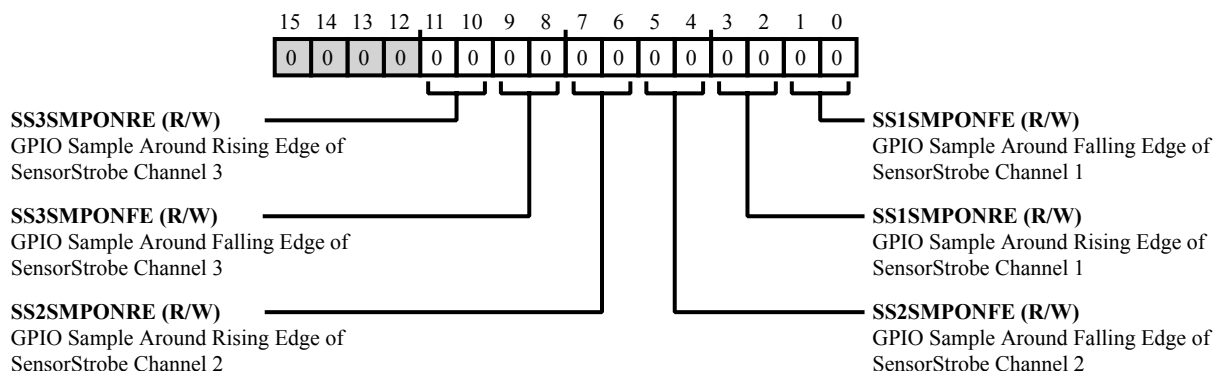 15 14 13 12 11 10 9 8 7 6 5 4 3 2 1 0
0 0 0 0 0 0 0 0 0 0 0 0 0 0 0 0
SS3SMPONRE (R/W)
GPIO Sample Around Rising Edge of
SensorStrobe Channel 3
SS3SMPONFE (R/W)
GPIO Sample Around Falling Edge of
SensorStrobe Channel 3
SS2SMPONRE (R/W)
GPIO Sample Around Rising Edge of
SensorStrobe Channel 2
SS1SMPONFE (R/W)
GPIO Sample Around Falling Edge of
SensorStrobe Channel 1
SS1SMPONRE (R/W)
GPIO Sample Around Rising Edge of
SensorStrobe Channel 1
SS2SMPONFE (R/W)
GPIO Sample Around Falling Edge of
SensorStrobe Channel 2